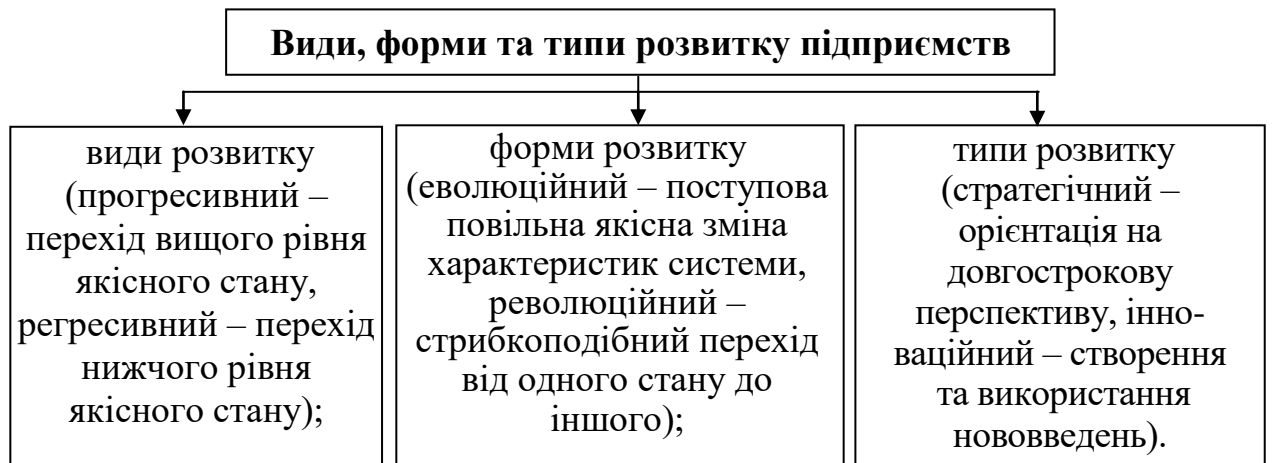 Види, форми та типи розвитку підприємств
види розвитку
(прогресивний –
перехід вищого рівня
якісного стану,
регресивний – перехід
нижчого рівня
якісного стану);
форми розвитку
(еволюційний – поступова
повільна якісна зміна
характеристик системи,
революційний –
стрибкоподібний перехід
від одного стану до
іншого);
типи розвитку
(стратегічний –
орієнтація на
довгострокову
перспективу, інно-
ваційний – створення
та використання
нововведень).